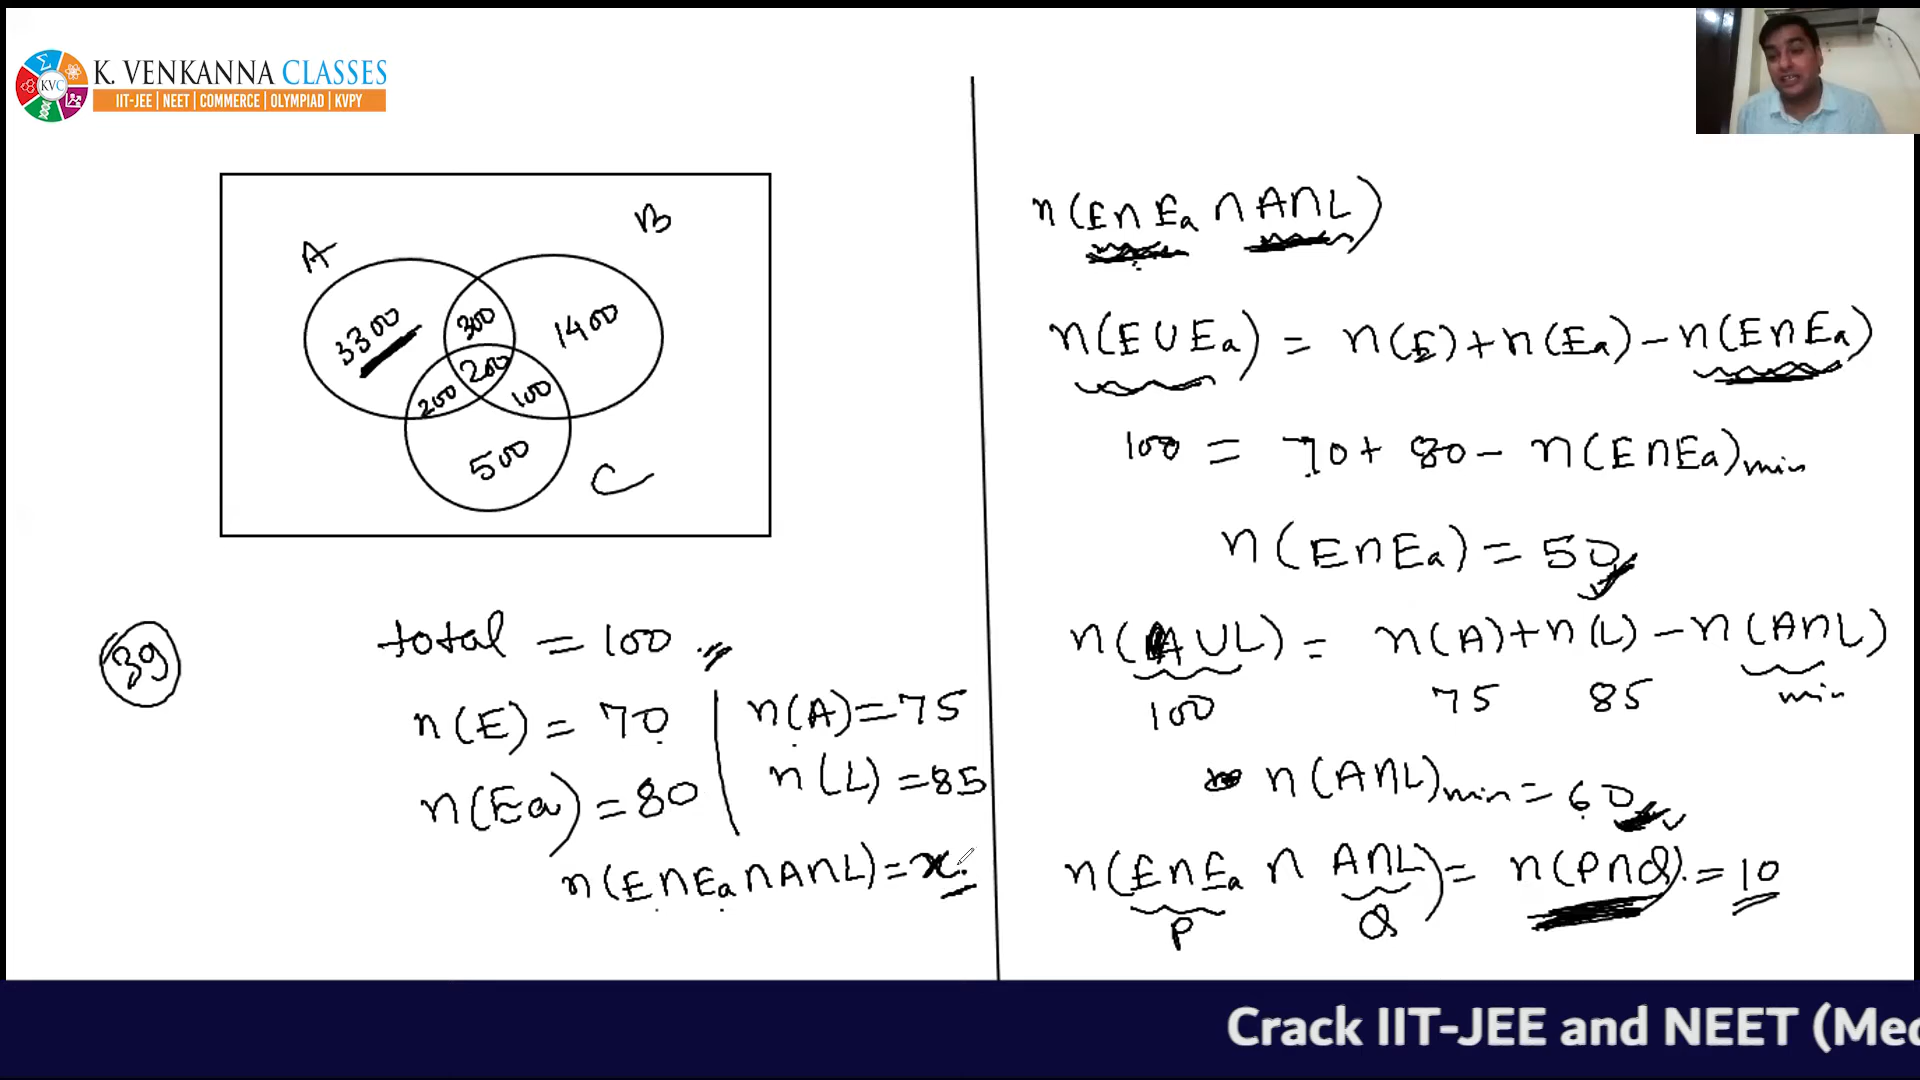 K. VENKANNA CLASSES
IIT-JEE | NEET | COMMERCE | OLYMPIAD | KVPY
KVC
A
B
3300
300
1400
200
200
100
500
C
39
total = 100
n(E) = 70
n(Ea) = 80
n(A) = 75
n(L) = 85
n(E∩Ea∩A∩L) = x
n(E∩Ea∩A∩L)
n(E∪Ea) = n(E)+n(Ea)-n(E∩Ea)
100 = 70+80-n(E∩Ea)min
n(E∩Ea) = 50
n(A∪L) = n(A)+n(L)-n(A∩L)
100 75 85 min
n(A∩L)min = 60
n(E∩Ea ∩ A∩L) = n(P∩Q) = 10
P Q
Crack IIT-JEE and NEET (Med